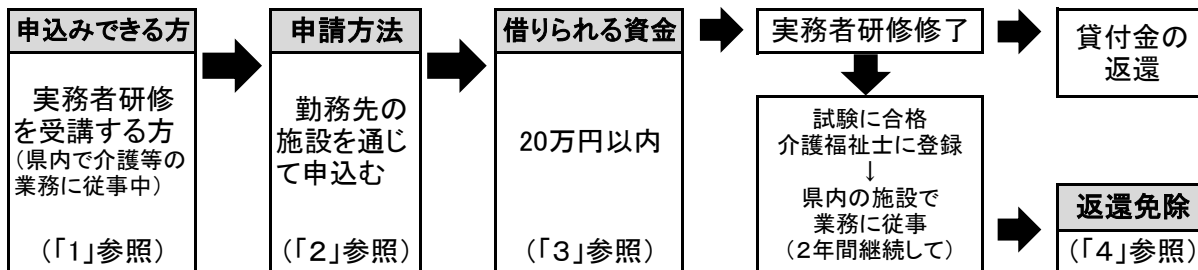 申込みできる方
実務者研修
を受講する方
（県内で介護等の
業務に従事中）
（「1」参照）
申請方法
勤務先の
施設を通じ
て申込む
（「2」参照）
借りられる資金
20万円以内
（「3」参照）
実務者研修修了
試験に合格
介護福祉士に登録
↓
県内の施設で
業務に従事
（2年間継続して）
貸付金の
返還
返還免除
（「4」参照）